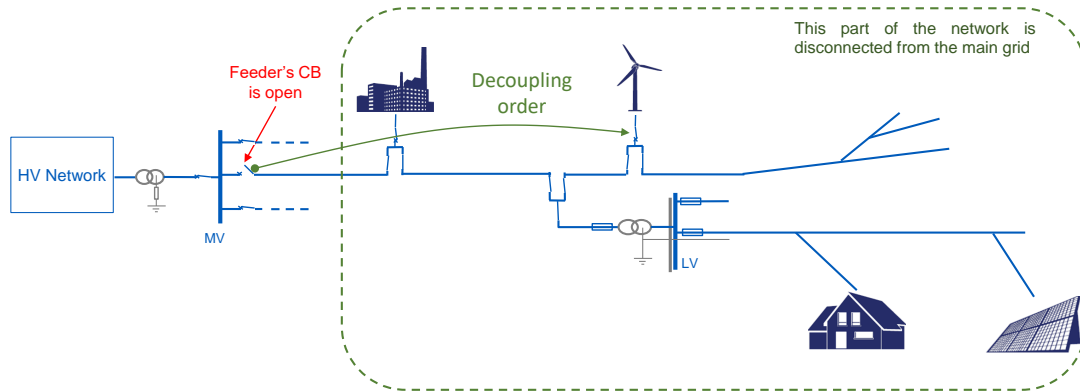 This part of the network is
disconnected from the main grid
Feeder's CB
is open
Decoupling
order
HV Network
MV
LV